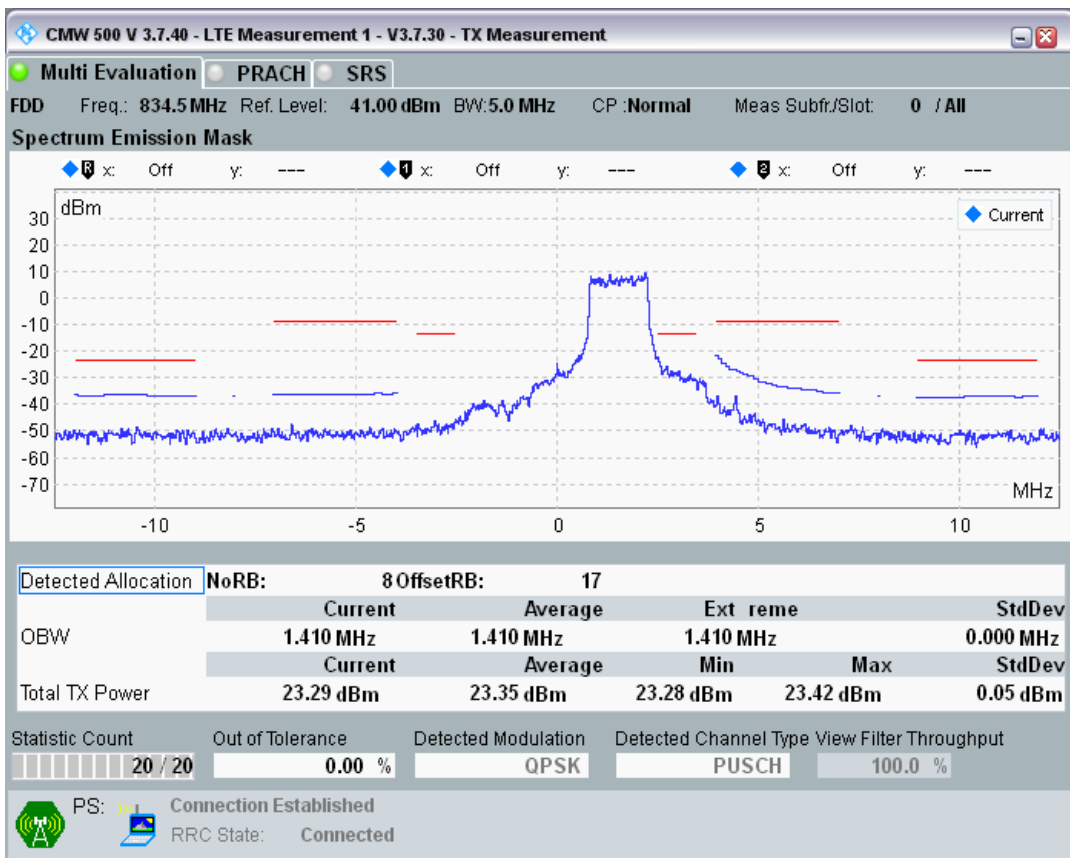 CMW 500 V 3.7.40 - LTE Measurement 1 - V3.7.30 - TX Measurement
Multi Evaluation PRACH SRS
FDD Freq.: 834.5 MHz Ref. Level: 41.00 dBm BW:5.0 MHz CP :Normal Meas Subfr./Slot: 0 / All
Spectrum Emission Mask
R x: Off y: --- 1 x: Off y: --- 2 x: Off y: ---
dBm
Current
30
20
10
0
-10
-20
-30
-40
-50
-60
-70
MHz
-10 -5 0 5 10
Detected Allocation NoRB: 8 OffsetRB: 17
Current Average Ext reme StdDev
OBW 1.410 MHz 1.410 MHz 1.410 MHz 0.000 MHz
Current Average Min Max StdDev
Total TX Power 23.29 dBm 23.35 dBm 23.28 dBm 23.42 dBm 0.05 dBm
Statistic Count Out of Tolerance Detected Modulation Detected Channel Type View Filter Throughput
20 / 20 0.00 % QPSK PUSCH 100.0 %
PS: Connection Established
RRC State: Connected